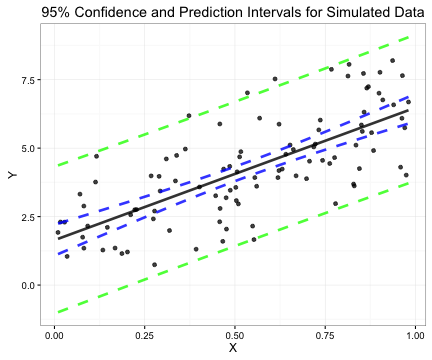 95% Confidence and Prediction Intervals for Simulated Data
Y
7.5
5.0
2.5
0.0
0.00 0.25 0.50 0.75 1.00
X